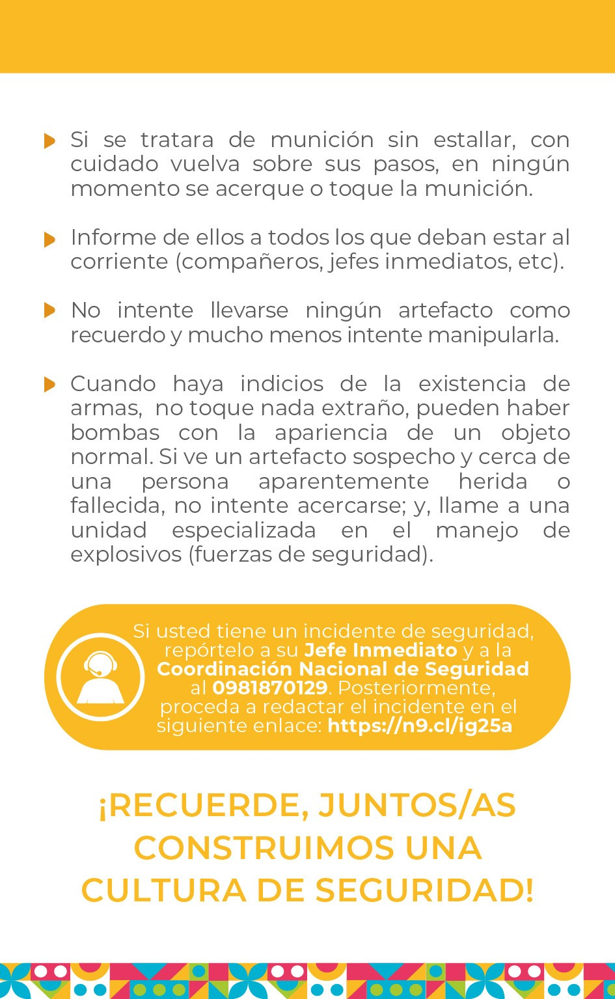 Si se tratara de munición sin estallar, con
cuidado vuelva sobre sus pasos, en ningún
momento se acerque o toque la munición.
Informe de ellos a todos los que deban estar al
corriente (compañeros, jefes inmediatos, etc).
No intente llevarse ningún artefacto como
recuerdo y mucho menos intente manipularla.
Cuando haya indicios de la existencia de
armas, no toque nada extraño, pueden haber
bombas con la apariencia de un objeto
normal. Si ve un artefacto sospecho y cerca de
una persona aparentemente herida o
fallecida, no intente acercarse; y, llame a una
unidad especializada en el manejo de
explosivos (fuerzas de seguridad).
Si usted tiene un incidente de seguridad,
repórtelo a su Jefe Inmediato y a la
Coordinación Nacional de Seguridad
al 0981870129. Posteriormente,
proceda a redactar el incidente en el
siguiente enlace: https://n9.cl/ig25a
¡RECUERDE, JUNTOS/AS
CONSTRUIMOS UNA
CULTURA DE SEGURIDAD!